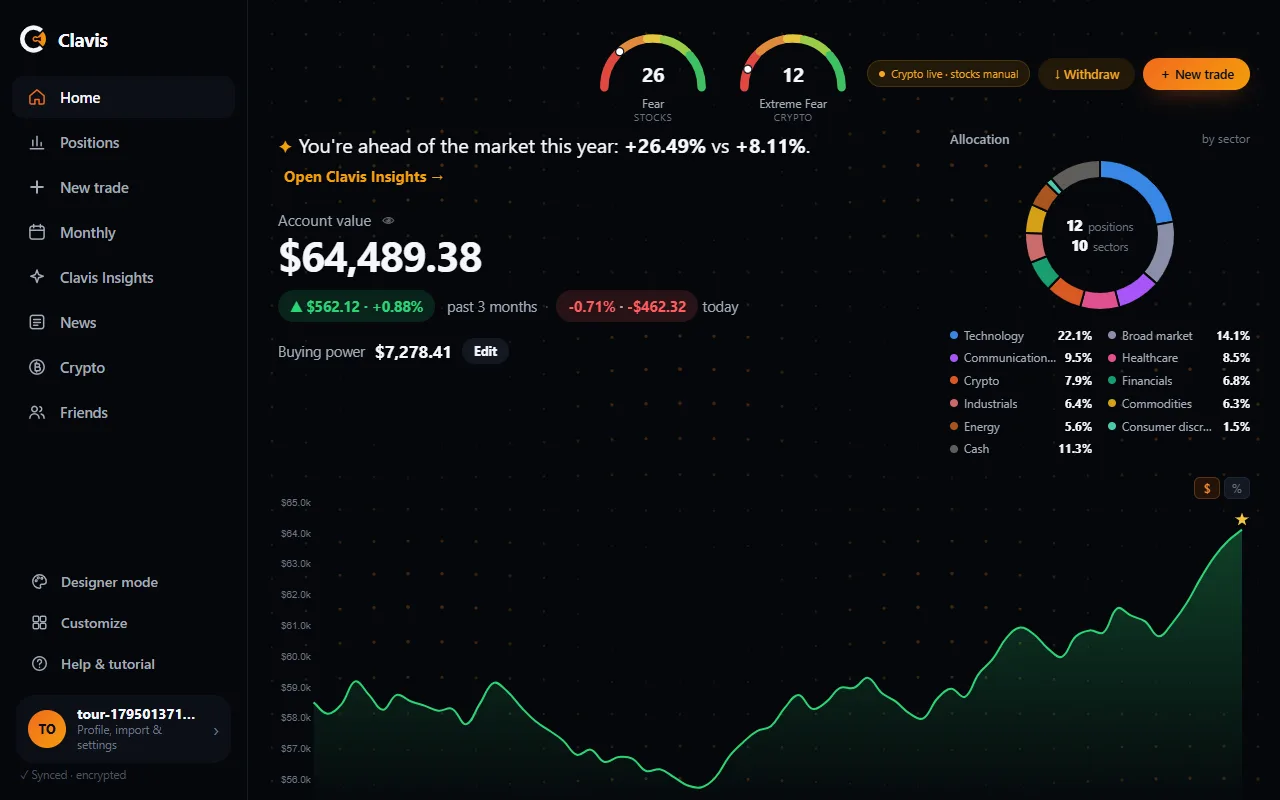 Clavis
Home
Positions
New trade
Monthly
Clavis Insights
News
Crypto
Friends
Designer mode
Customize
Help & tutorial
TO
tour-179501371...
Profile, import &
settings
✓ Synced · encrypted
26
Fear
STOCKS
12
Extreme Fear
CRYPTO
Crypto live · stocks manual
↓ Withdraw
+ New trade
You're ahead of the market this year: +26.49% vs +8.11%.
Open Clavis Insights →
Account value
$64,489.38
▲ $562.12 · +0.88% past 3 months · -0.71% · -$462.32 today
Buying power $7,278.41 Edit
Allocation by sector
12 positions
10 sectors
Technology 22.1% Broad market 14.1%
Communication... 9.5% Healthcare 8.5%
Crypto 7.9% Financials 6.8%
Industrials 6.4% Commodities 6.3%
Energy 5.6% Consumer discr... 1.5%
Cash 11.3%
$ %
$65.0k
$64.0k
$63.0k
$62.0k
$61.0k
$60.0k
$59.0k
$58.0k
$57.0k
$56.0k